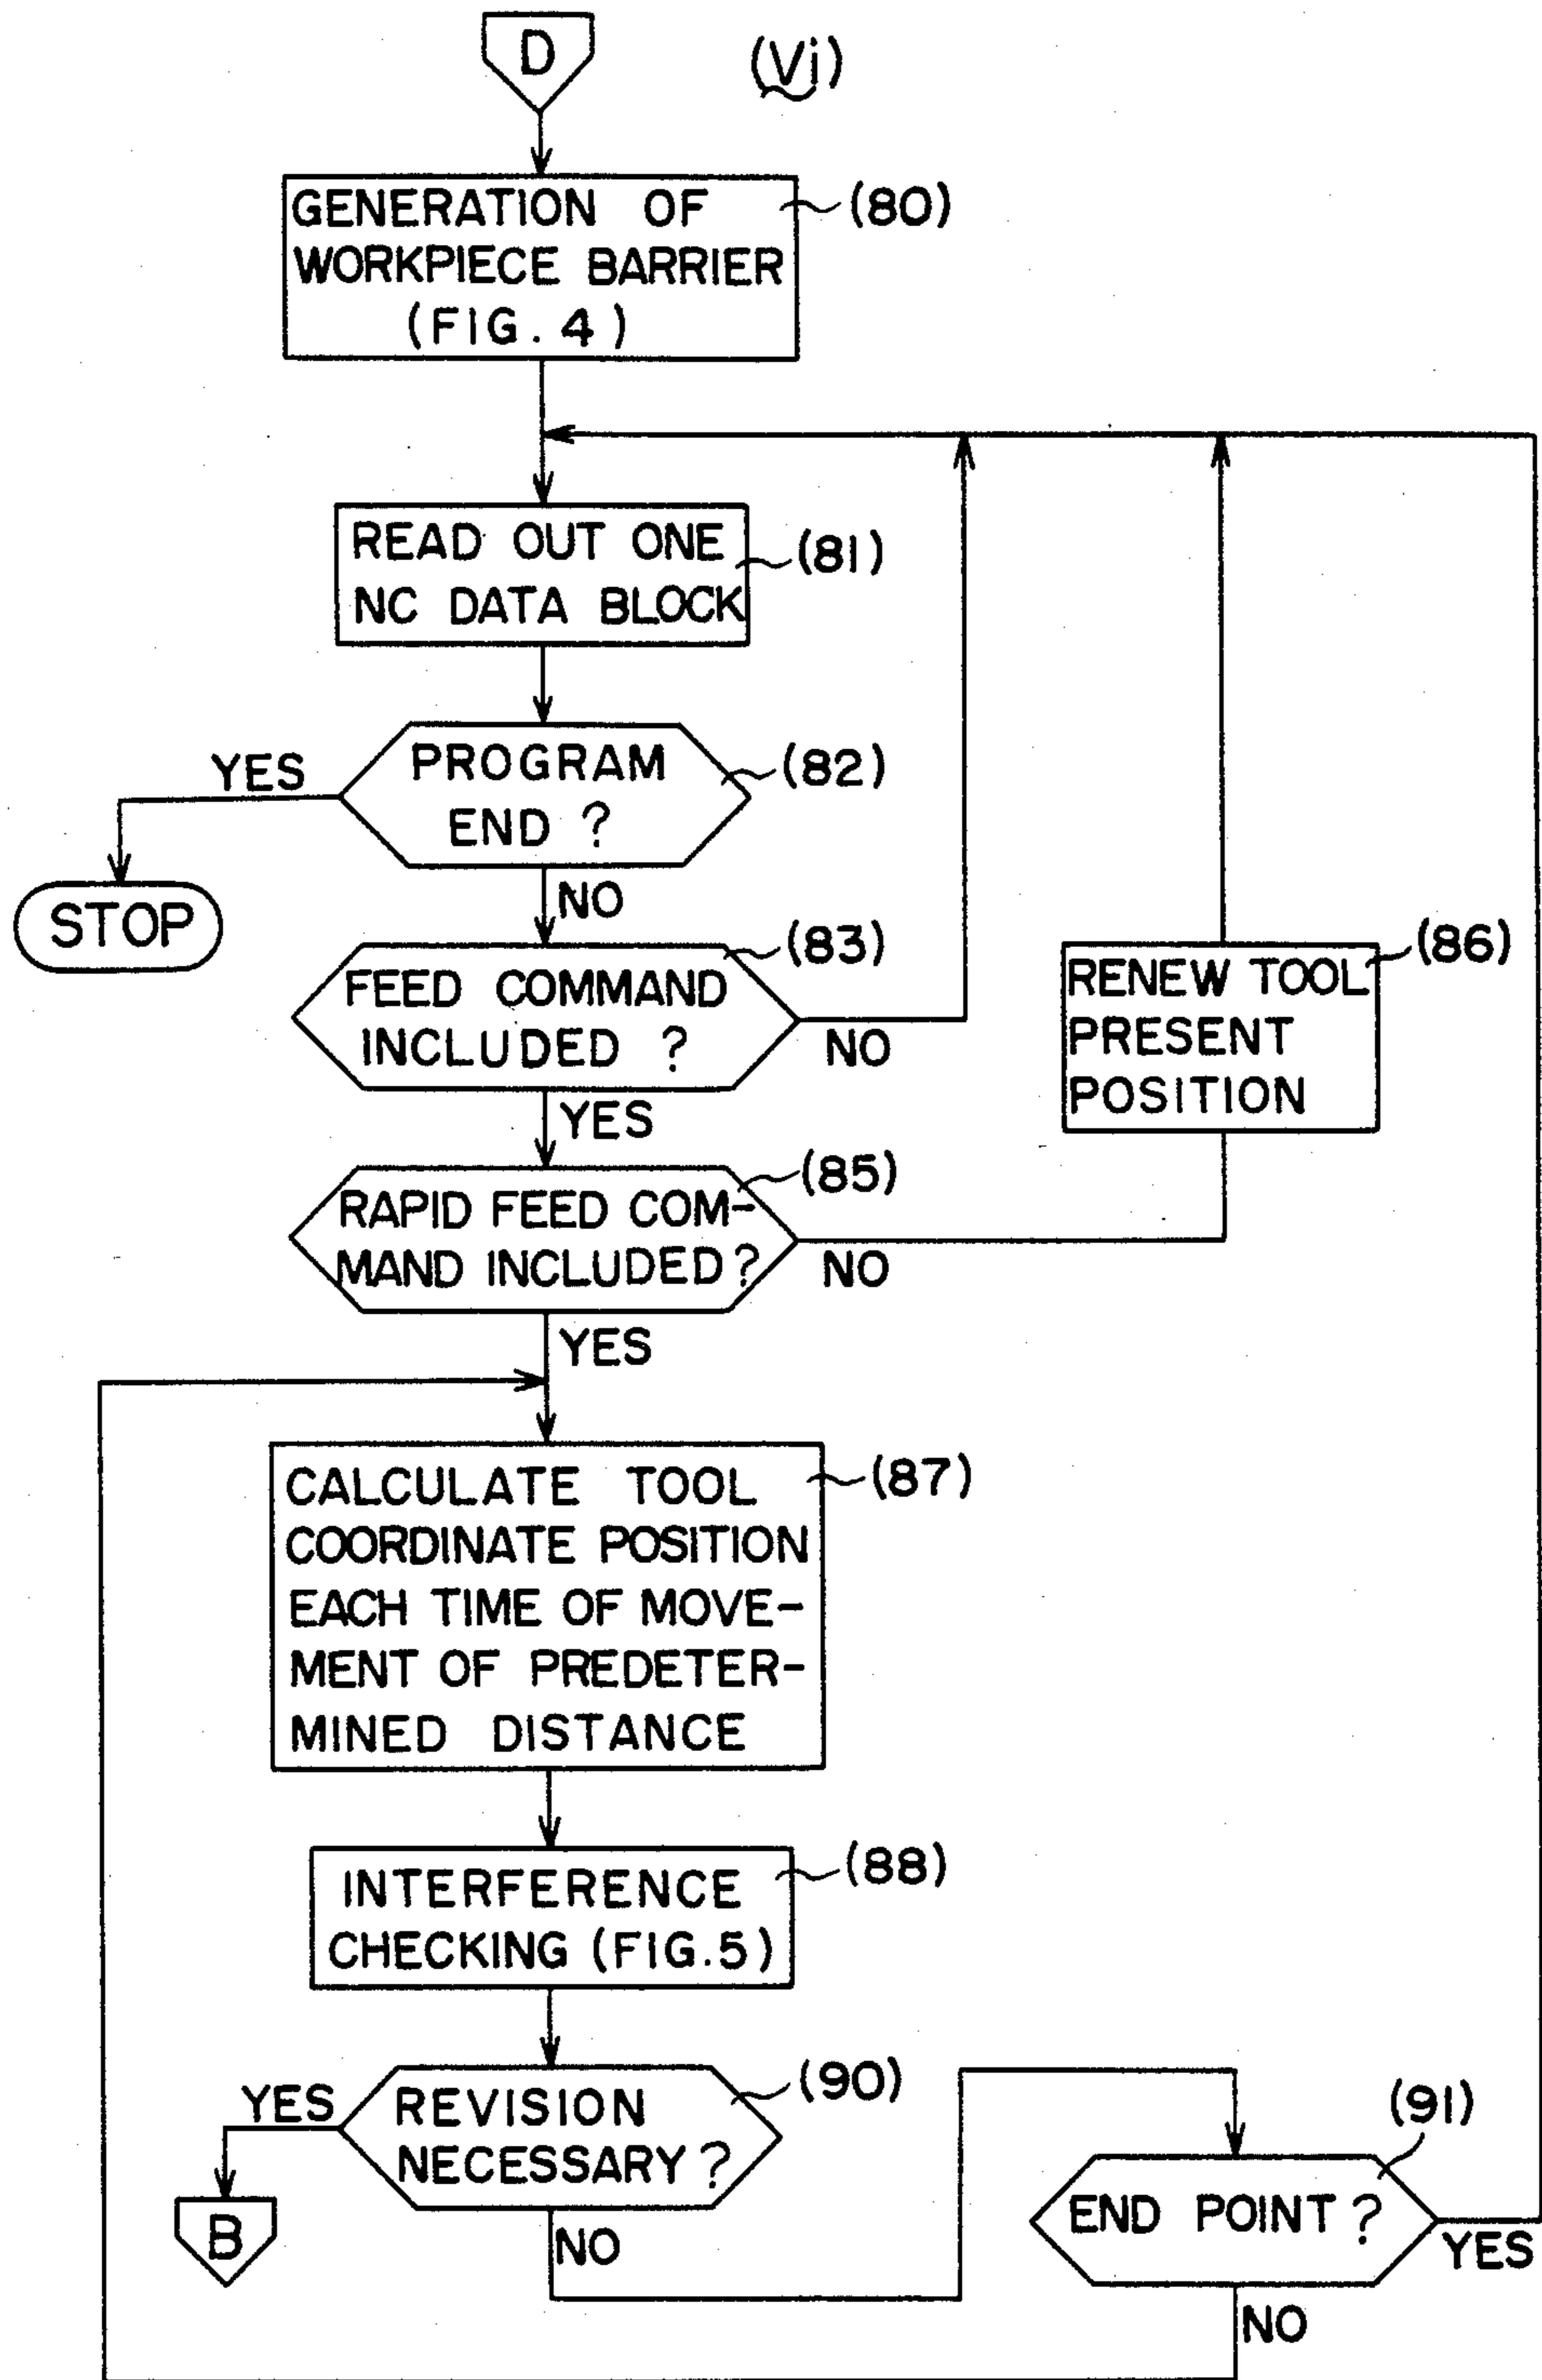 D
(Vi)
GENERATION OF
WORKPIECE BARRIER
(FIG. 4)
(80)
READ OUT ONE
NC DATA BLOCK
(81)
PROGRAM
END ?
(82)
YES
STOP
NO
FEED COMMAND
INCLUDED ?
(83)
NO
YES
RENEW TOOL
PRESENT
POSITION
(86)
RAPID FEED COM-
MAND INCLUDED ?
(85)
NO
YES
CALCULATE TOOL
COORDINATE POSITION
EACH TIME OF MOVE-
MENT OF PREDETER-
MINED DISTANCE
(87)
INTERFERENCE
CHECKING (FIG.5)
(88)
REVISION
NECESSARY ?
(90)
YES
B
NO
END POINT ?
(91)
YES
NO